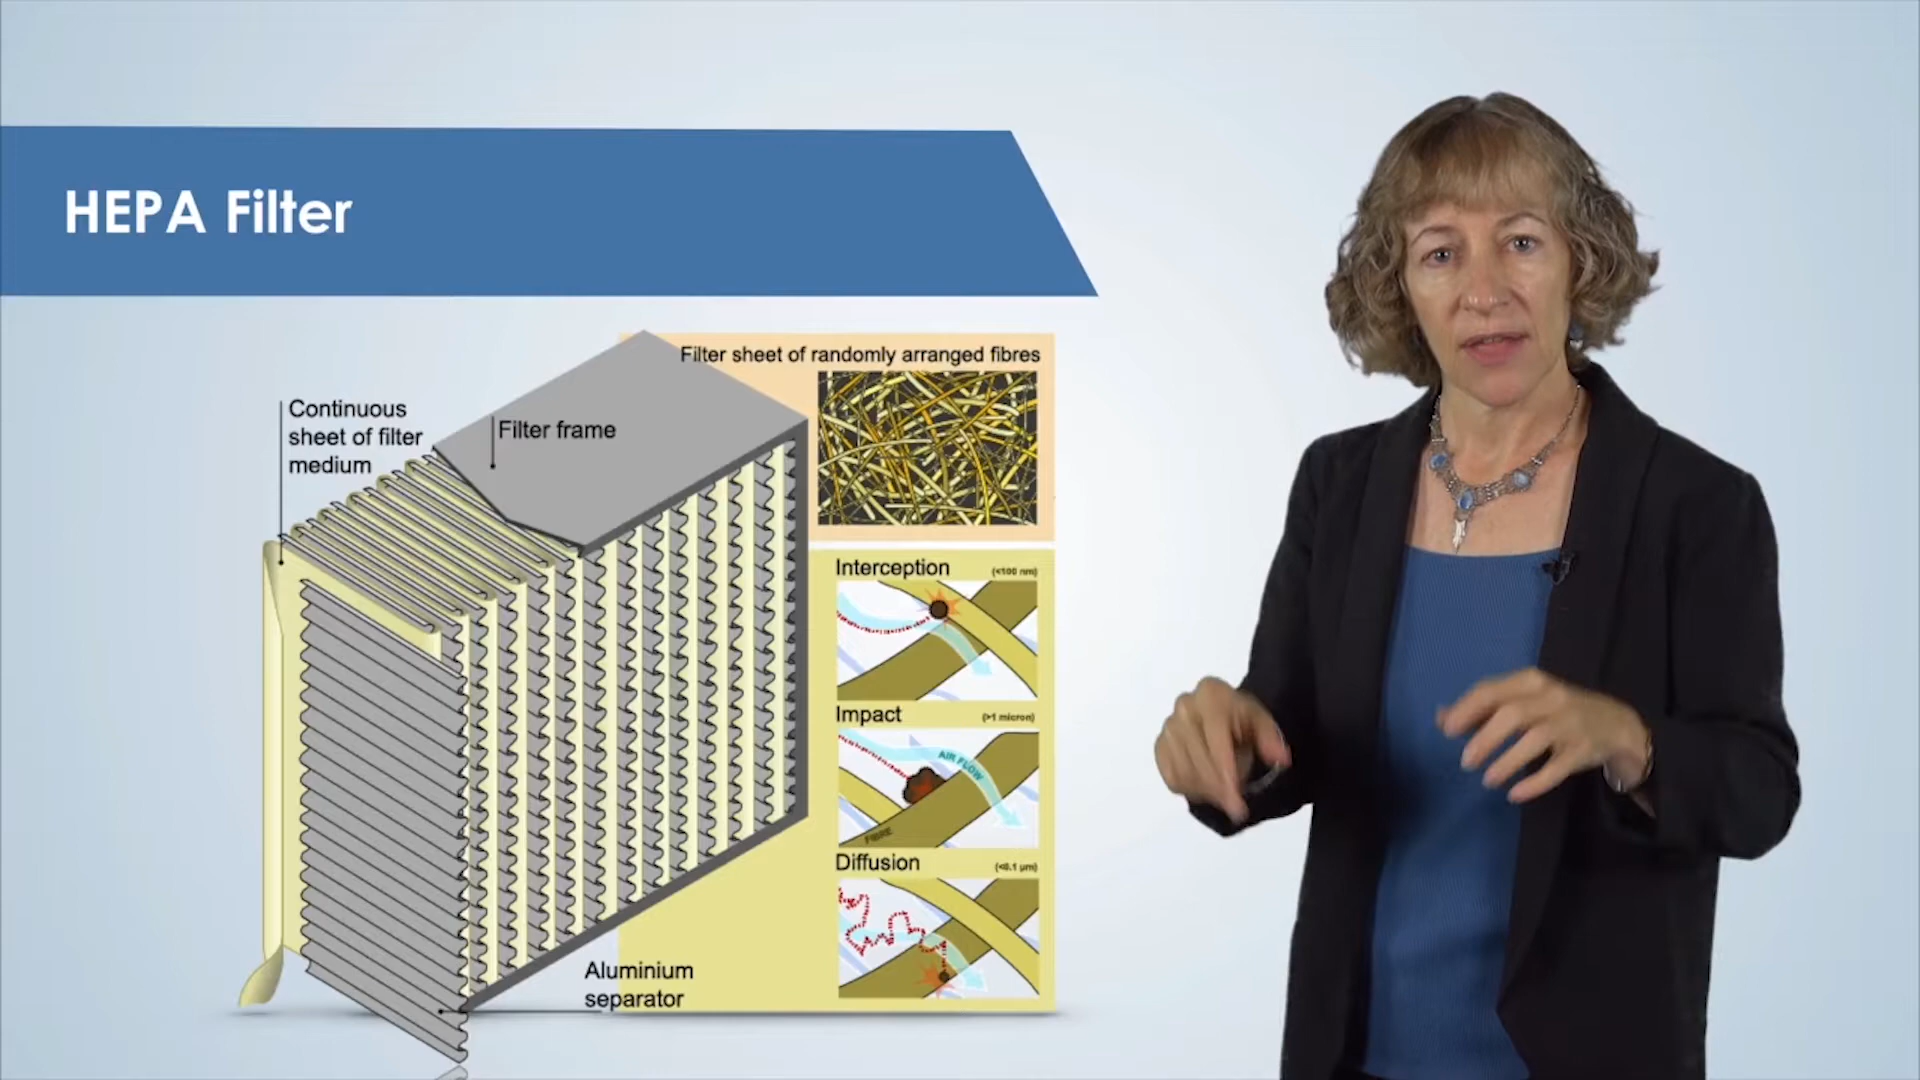 HEPA Filter
Filter sheet of randomly arranged fibres
Continuous
sheet of filter
medium
Filter frame
Interception (<100 nm)
Impact (>1 micron)
AIR FLOW
FIBRE
Diffusion (<0.1 µm)
Aluminium
separator